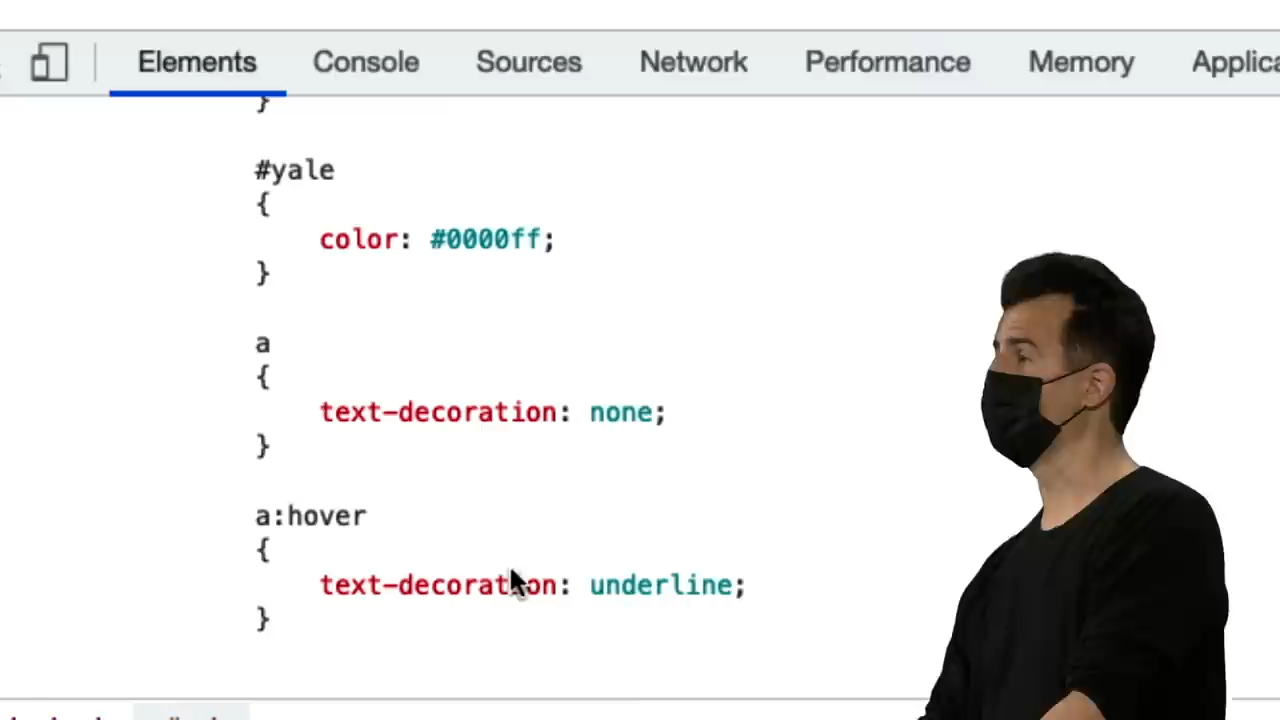 Elements Console Sources Network Performance Memory Applica
}
#yale
{
color: #0000ff;
}
a
{
text-decoration: none;
}
a:hover
{
text-decoration: underline;
}